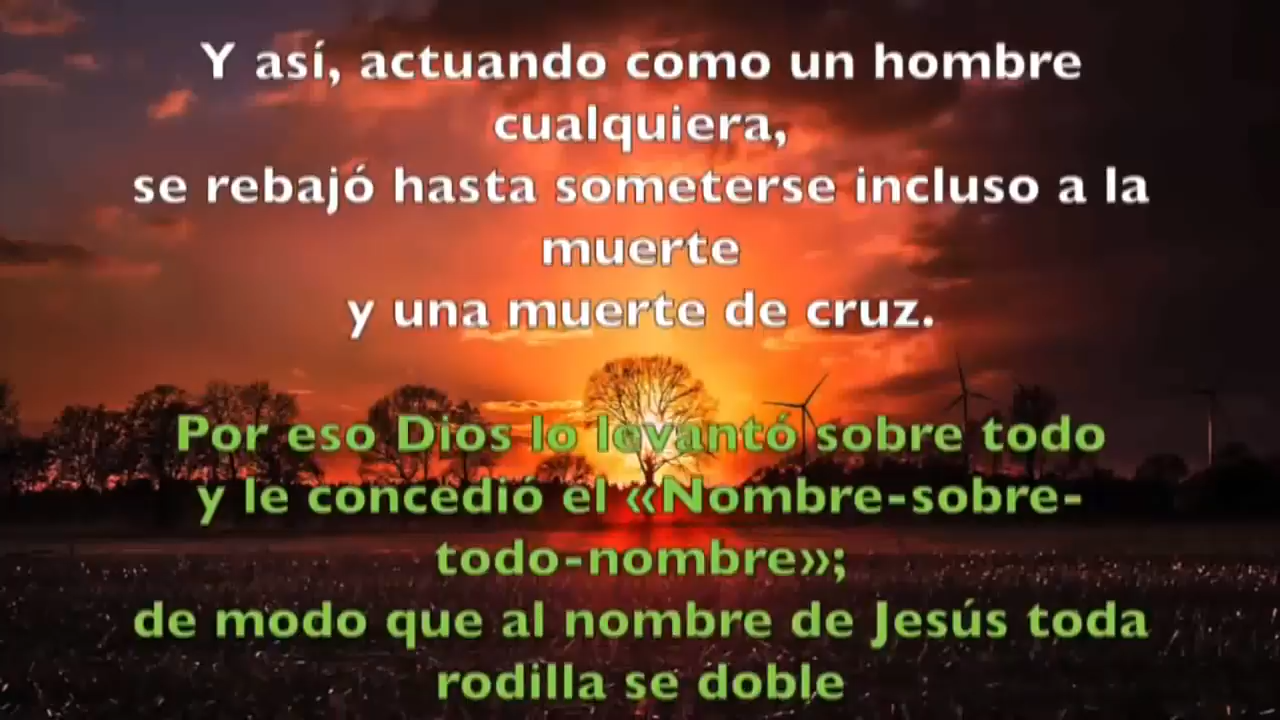 Y así, actuando como un hombre
cualquiera,
se rebajó hasta someterse incluso a la
muerte
y una muerte de cruz.
Por eso Dios lo levantó sobre todo
y le concedió el «Nombre-sobre-
todo-nombre»;
de modo que al nombre de Jesús toda
rodilla se doble